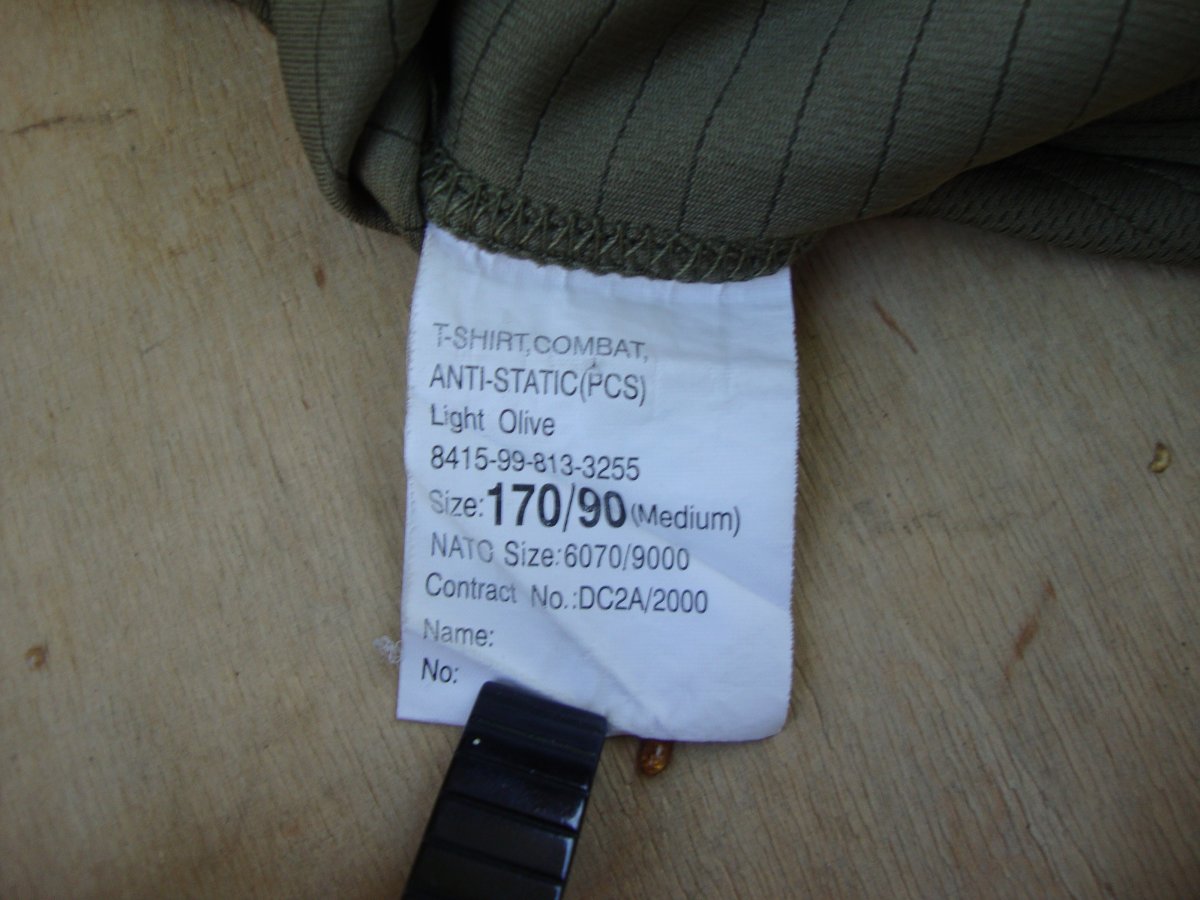 T-SHIRT,COMBAT,
ANTI-STATIC(PCS)
Light Olive
8415-99-813-3255
Size:170/90(Medium)
NATO Size:6070/9000
Contract No.:DC2A/2000
Name:
No: